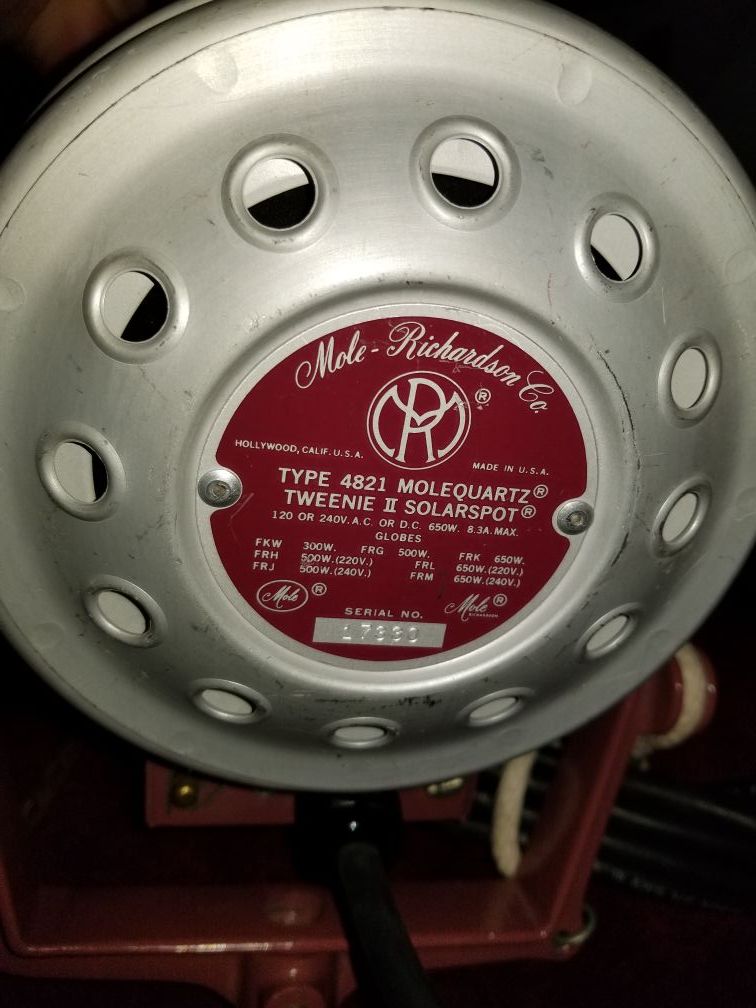 Mole-Richardson Co.
MR ®
HOLLYWOOD, CALIF. U.S.A.
MADE IN U.S.A.
TYPE 4821 MOLEQUARTZ®
TWEENIE II SOLARSPOT®
120 OR 240V. A.C. OR D.C. 650W. 8.3A. MAX.
GLOBES
FKW 300W. FRG 500W. FRK 650W.
FRH 500W.(220V.) FRL 650W.(220V.)
FRJ 500W.(240V.) FRM 650W.(240V.)
Mole ® Mole ®
RICHARDSON
SERIAL NO.
17330